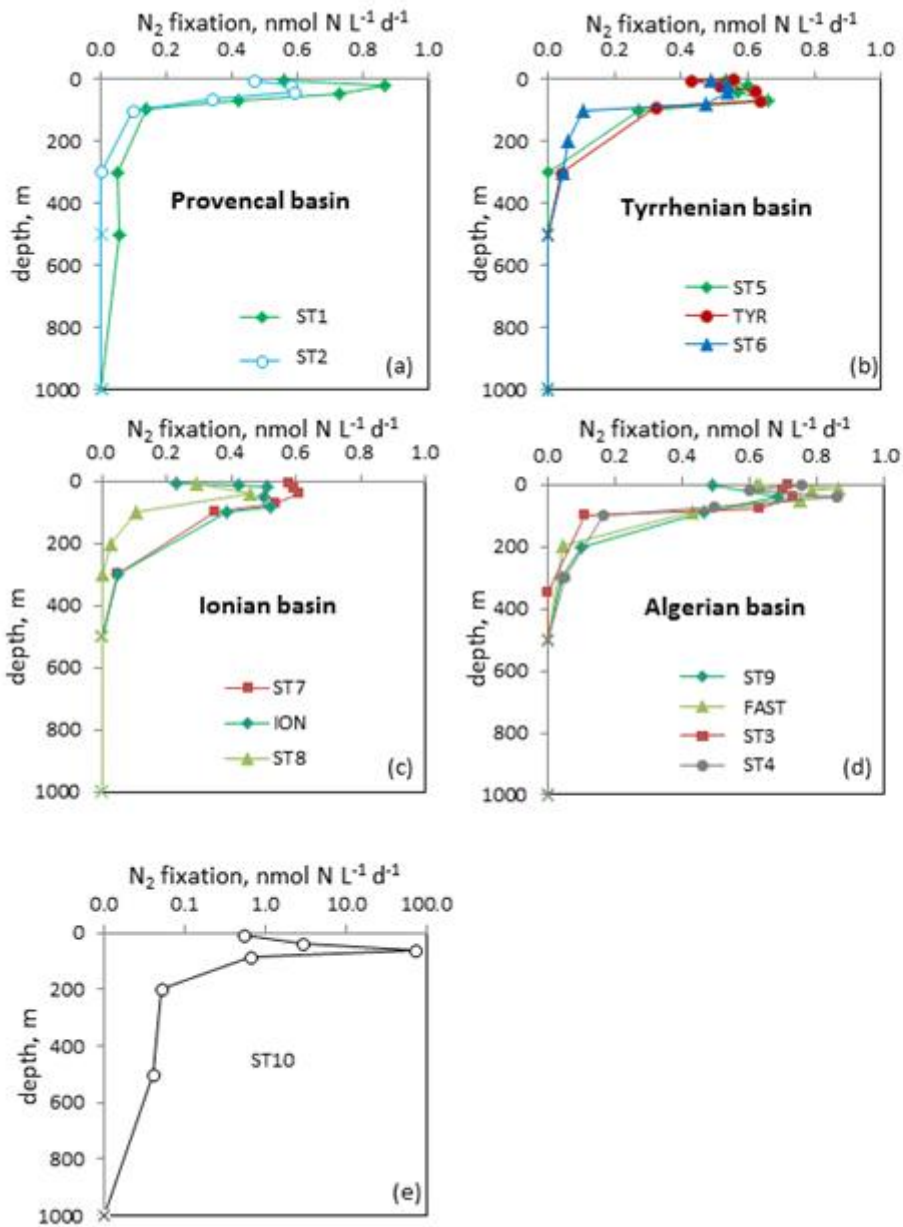 N₂ fixation, nmol N L⁻¹ d⁻¹
0.0 0.2 0.4 0.6 0.8 1.0
0
200
400
600
800
1000
depth, m
Provencal basin
ST1
ST2
(a)
N₂ fixation, nmol N L⁻¹ d⁻¹
0.0 0.2 0.4 0.6 0.8 1.0
0
200
400
600
800
1000
depth, m
Tyrrhenian basin
ST5
TYR
ST6
(b)
N₂ fixation, nmol N L⁻¹ d⁻¹
0.0 0.2 0.4 0.6 0.8 1.0
0
200
400
600
800
1000
depth, m
Ionian basin
ST7
ION
ST8
(c)
N₂ fixation, nmol N L⁻¹ d⁻¹
0.0 0.2 0.4 0.6 0.8 1.0
0
200
400
600
800
1000
depth, m
Algerian basin
ST9
FAST
ST3
ST4
(d)
N₂ fixation, nmol N L⁻¹ d⁻¹
0.0 0.1 1.0 10.0 100.0
0
200
400
600
800
1000
depth, m
ST10
(e)